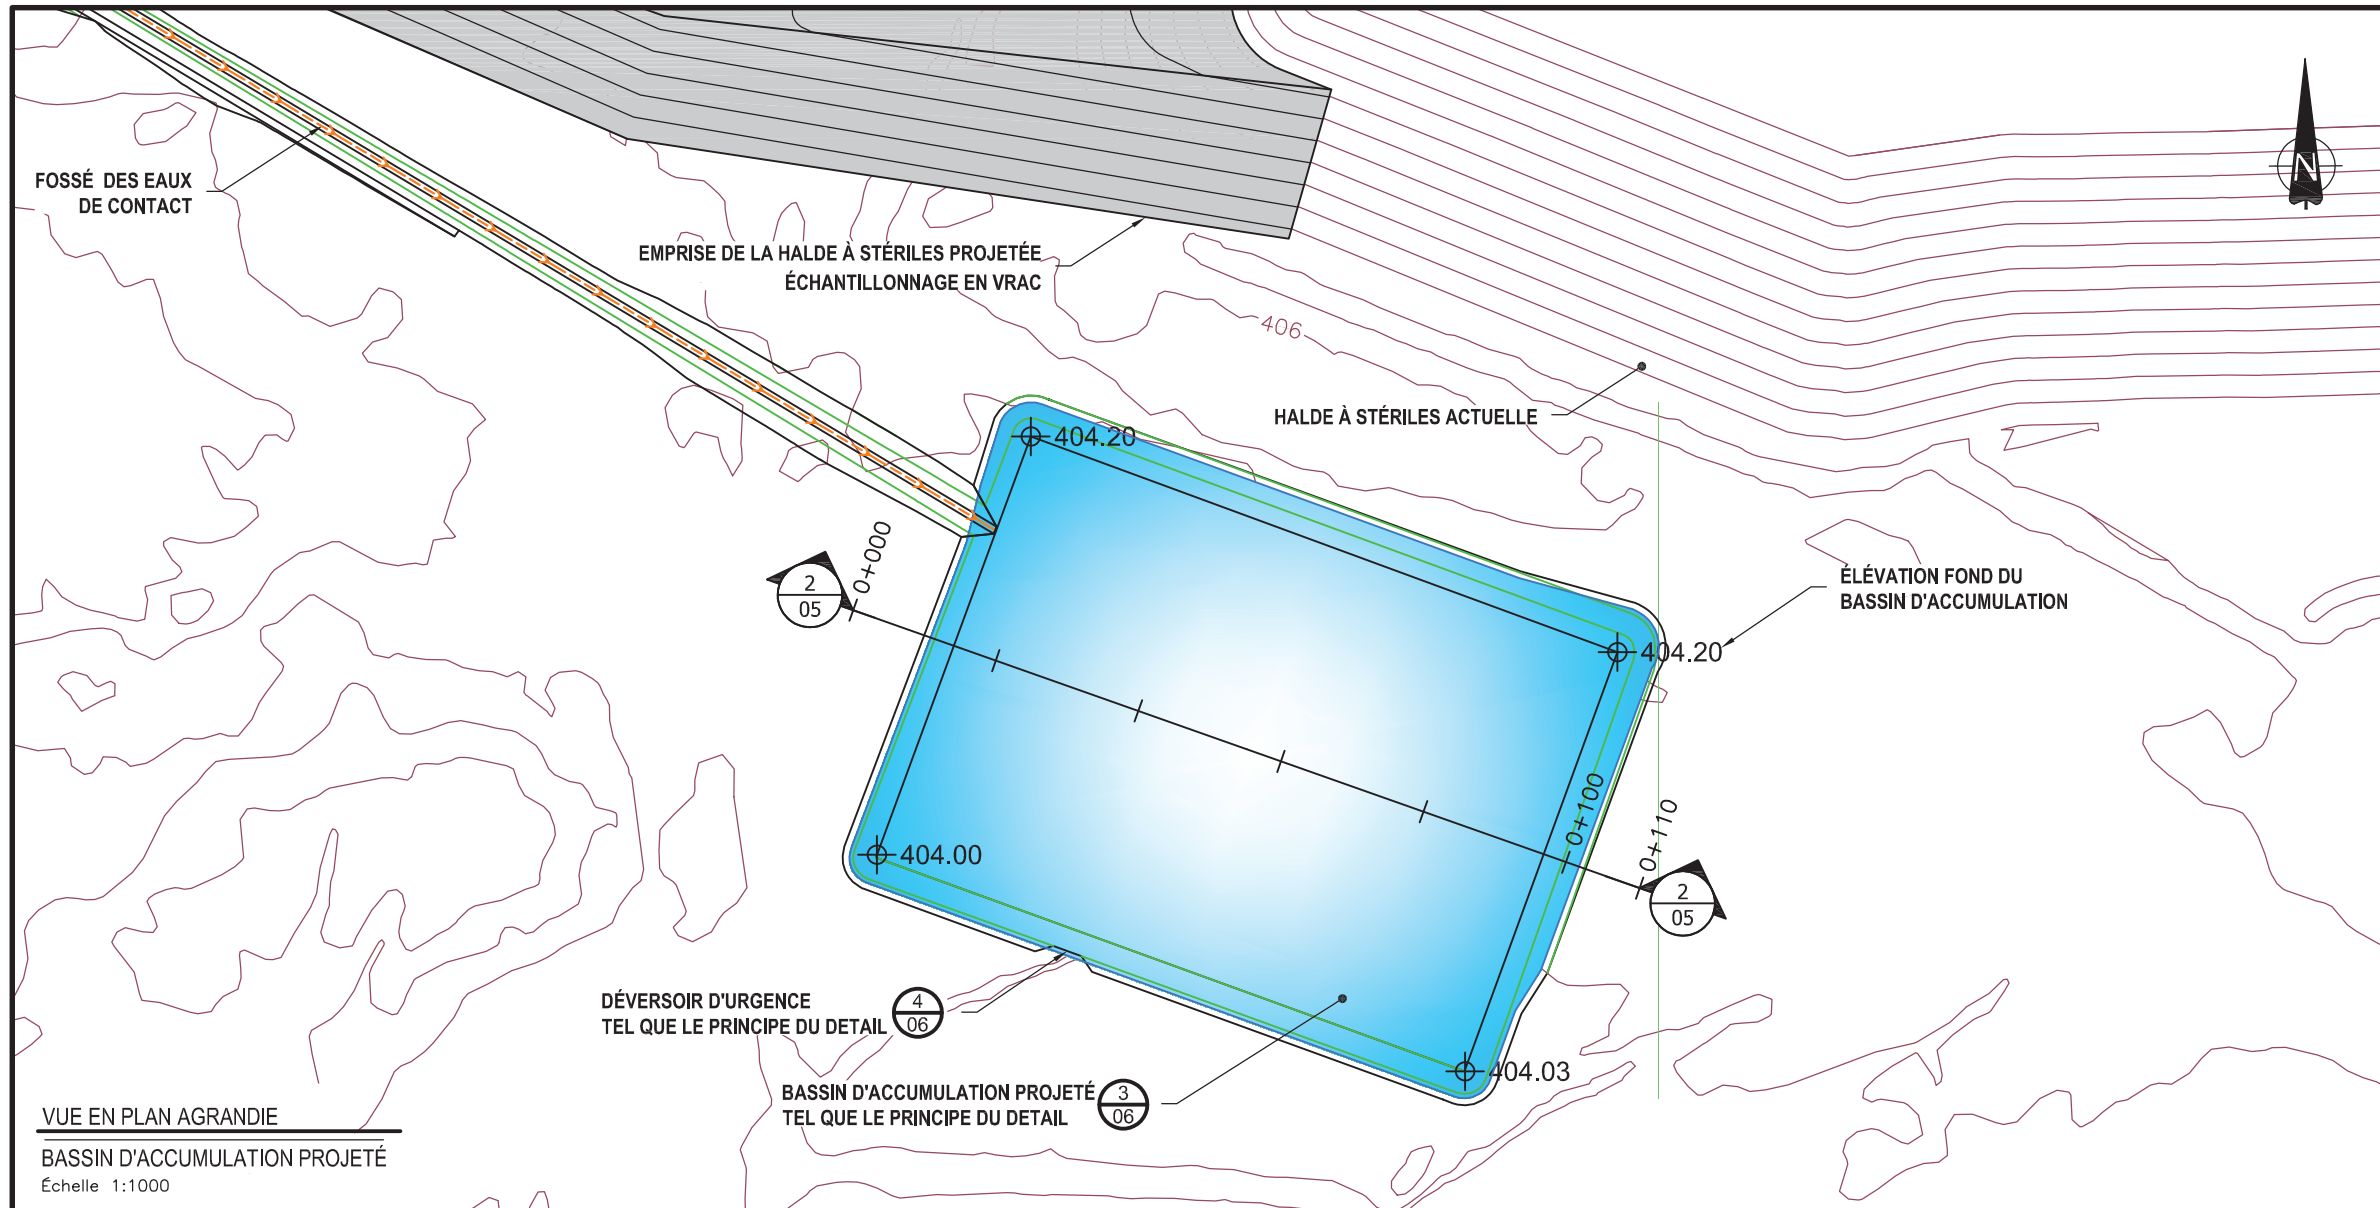 FOSSÉ DES EAUX
DE CONTACT
EMPRISE DE LA HALDE À STÉRILES PROJETÉE
ÉCHANTILLONNAGE EN VRAC
N
406
HALDE À STÉRILES ACTUELLE
404.20
0+000
2
05
ÉLÉVATION FOND DU
BASSIN D'ACCUMULATION
404.20
0+100
0+110
404.00
2
05
DÉVERSOIR D'URGENCE
TEL QUE LE PRINCIPE DU DETAIL
4
06
404.03
BASSIN D'ACCUMULATION PROJETÉ
TEL QUE LE PRINCIPE DU DETAIL
3
06
VUE EN PLAN AGRANDIE
BASSIN D'ACCUMULATION PROJETÉ
Échelle 1:1000